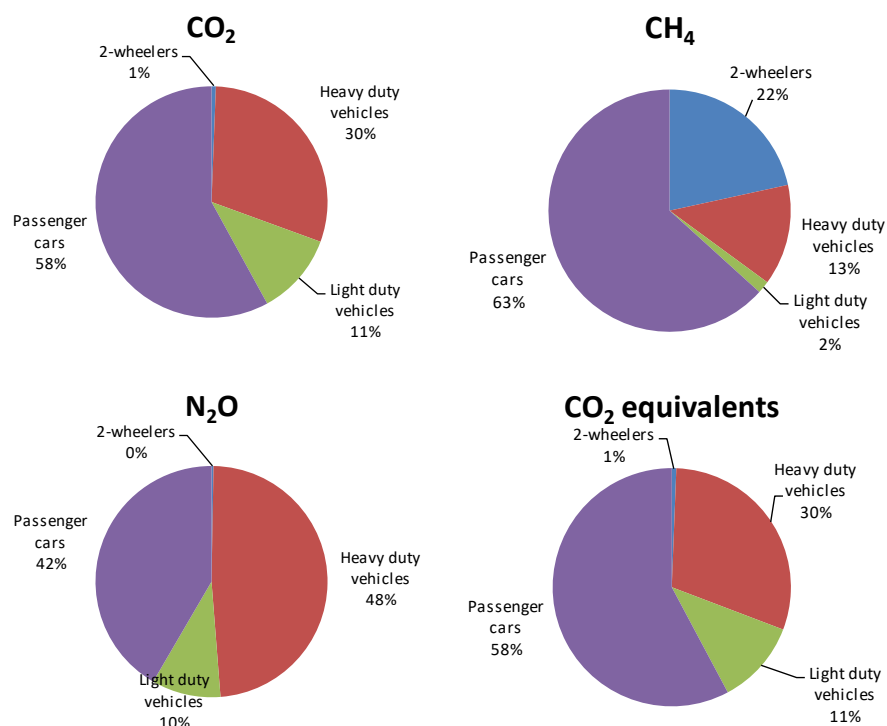 CO₂
2-wheelers
1%
Heavy duty
vehicles
30%
Passenger
cars
58%
Light duty
vehicles
11%
CH₄
2-wheelers
22%
Heavy duty
vehicles
13%
Passenger
cars
63%
Light duty
vehicles
2%
N₂O
2-wheelers
0%
Passenger
cars
42%
Heavy duty
vehicles
48%
Light duty
vehicles
10%
CO₂ equivalents
2-wheelers
1%
Heavy duty
vehicles
30%
Passenger
cars
58%
Light duty
vehicles
11%